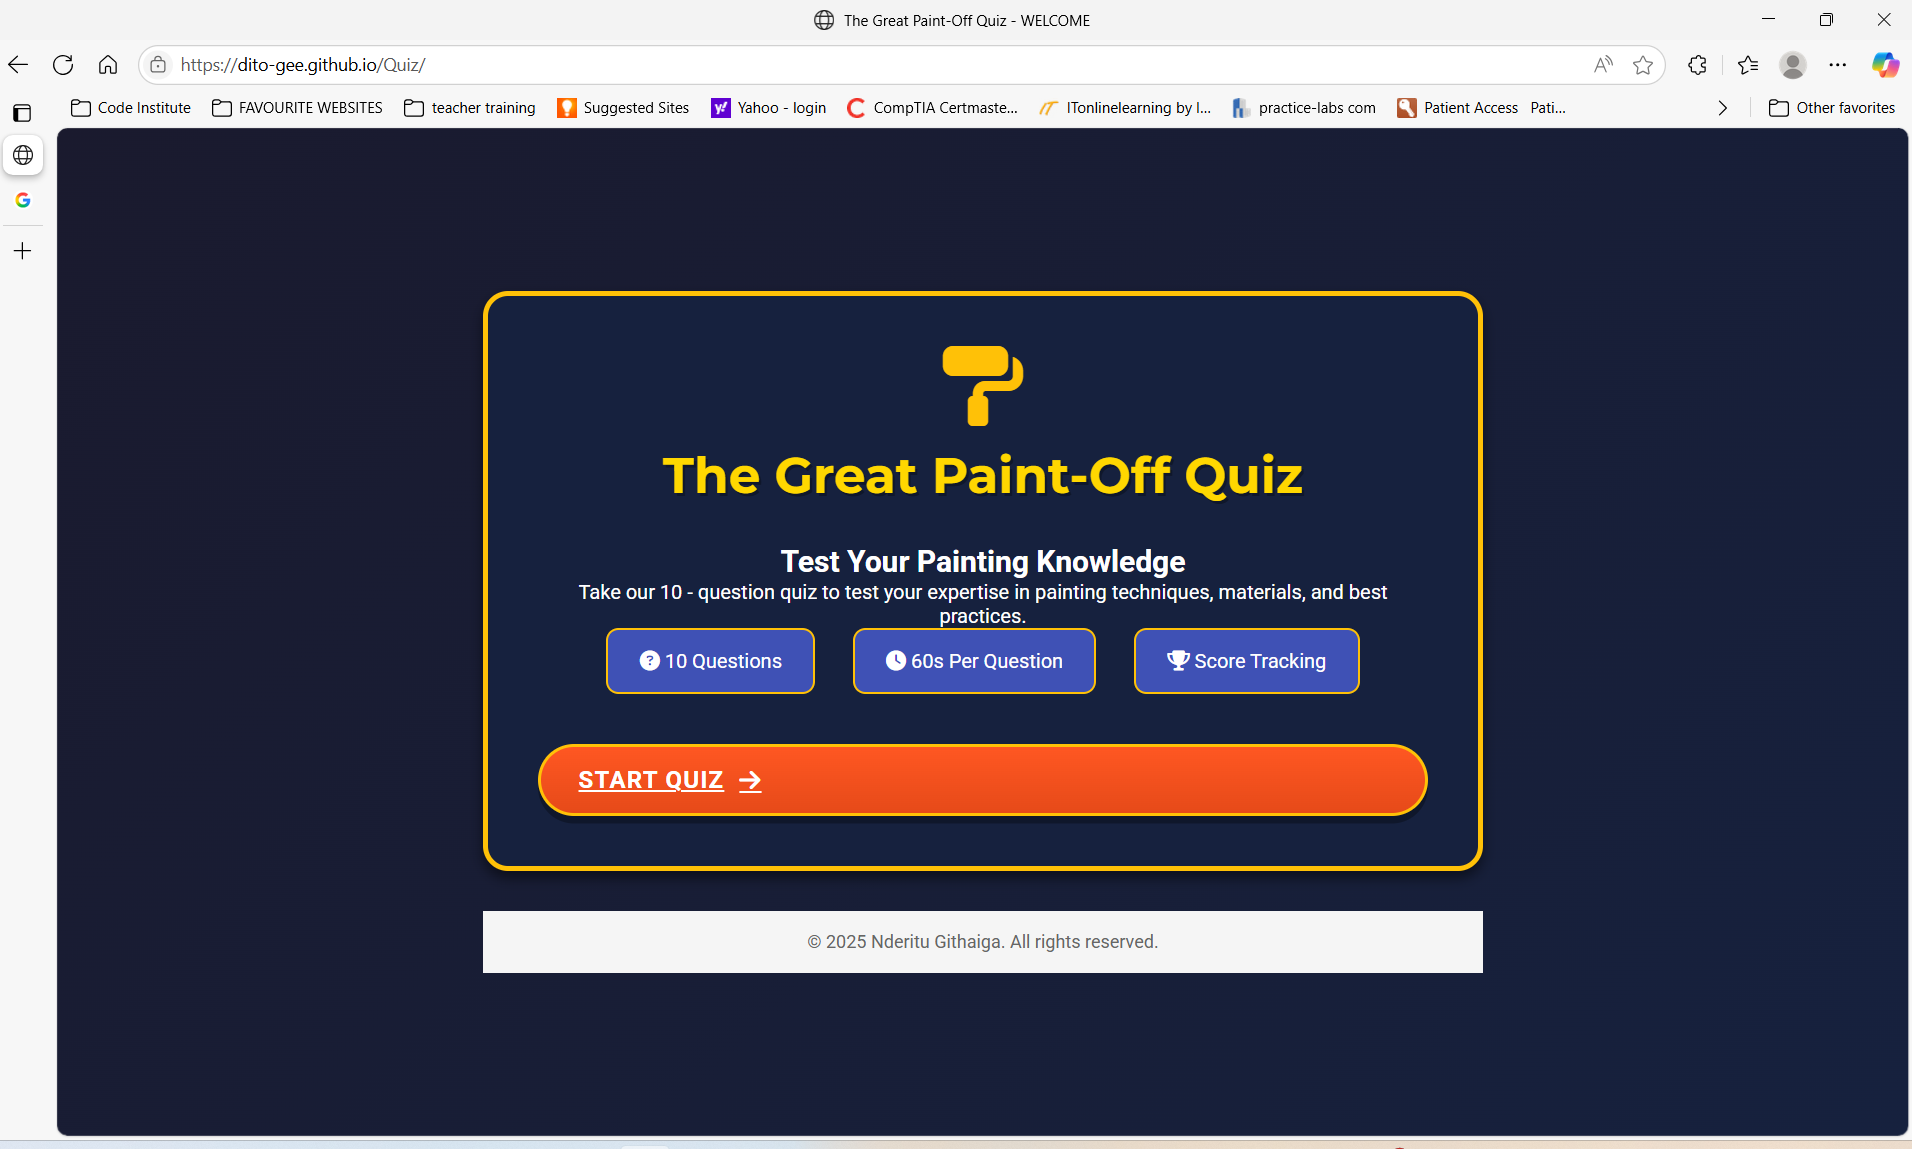 The Great Paint-Off Quiz - WELCOME
https://dito-gee.github.io/Quiz/
Code Institute
FAVOURITE WEBSITES
teacher training
Suggested Sites
Yahoo - login
CompTIA Certmaste...
ITonlinelearning by I...
practice-labs com
Patient Access Pati...
Other favorites
The Great Paint-Off Quiz
Test Your Painting Knowledge
Take our 10 - question quiz to test your expertise in painting techniques, materials, and best
practices.
10 Questions
60s Per Question
Score Tracking
START QUIZ →
© 2025 Nderitu Githaiga. All rights reserved.